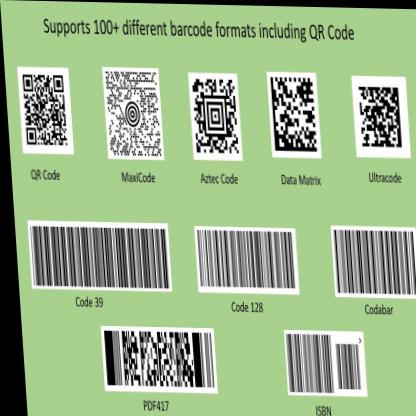 Supports 100+ different barcode formats including QR Code
QR Code
MaxiCode
Aztec Code
Data Matrix
Ultracode
Code 39
Code 128
Codabar
PDF417
ISBN